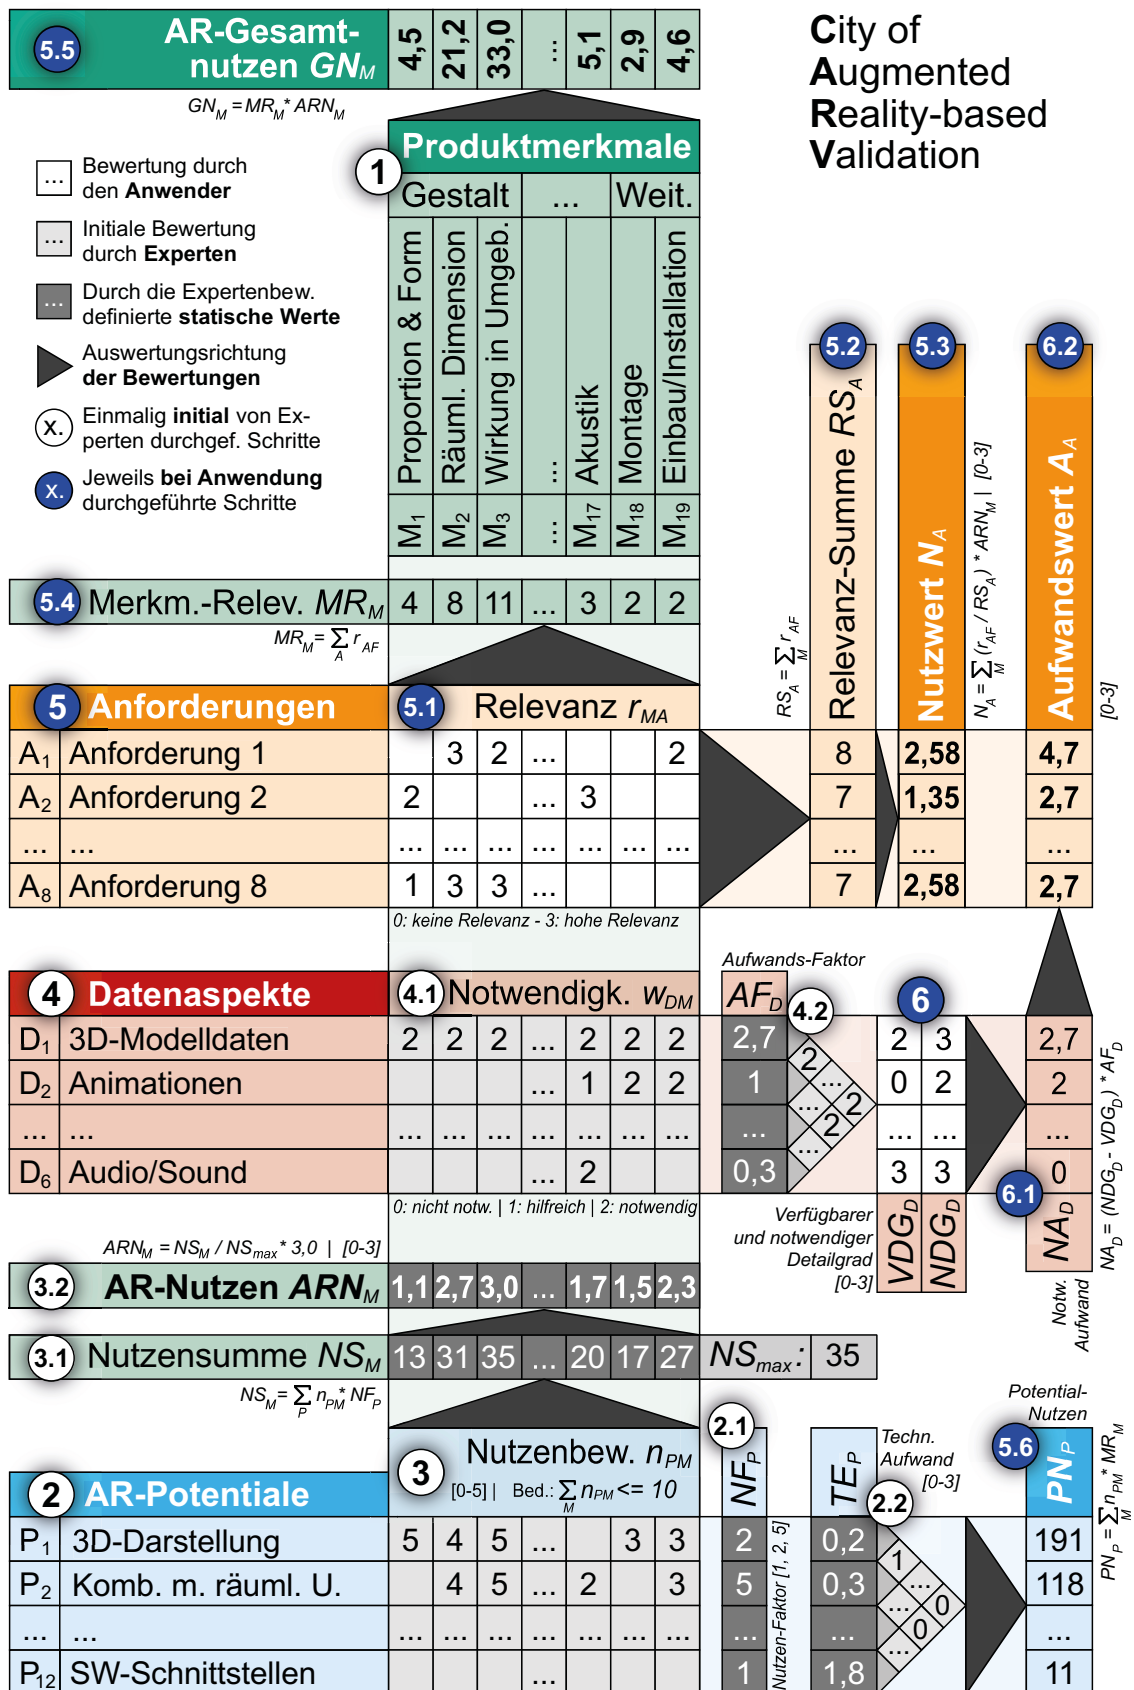 5.5 AR-Gesamt-
nutzen GN_M 4,5 21,2 33,0 ... 5,1 2,9 4,6
GN_M = MR_M * ARN_M
City of
Augmented
Reality-based
Validation
... Bewertung durch
den Anwender
... Initiale Bewertung
durch Experten
... Durch die Expertenbew.
definierte statische Werte
Auswertungsrichtung
der Bewertungen
x. Einmalig initial von Ex-
perten durchgef. Schritte
x. Jeweils bei Anwendung
durchgeführte Schritte
1 Produktmerkmale
Gestalt ... Weit.
Proportion & Form
Räuml. Dimension
Wirkung in Umgeb.
...
Akustik
Montage
Einbau/Installation
M1 M2 M3 ... M17 M18 M19
5.4 Merkm.-Relev. MR_M 4 8 11 ... 3 2 2
MR_M = ∑_A r_AF
5.2 Relevanz-Summe RS_A
RS_A = ∑_M r_AF
5.3 Nutzwert N_A
N_A = ∑_M (r_AF / RS_A) * ARN_M | [0-3]
6.2 Aufwandswert A_A
[0-3]
5 Anforderungen 5.1 Relevanz r_MA
A1 Anforderung 1 3 2 ... 2 8 2,58 4,7
A2 Anforderung 2 2 ... 3 7 1,35 2,7
... ... ... ... ... ... ... ... ... ... ... ...
A8 Anforderung 8 1 3 3 ... 7 2,58 2,7
0: keine Relevanz - 3: hohe Relevanz
Aufwands-Faktor
4 Datenaspekte 4.1 Notwendigk. w_DM AF_D 4.2 6
D1 3D-Modelldaten 2 2 2 ... 2 2 2 2,7 2 2 3 2,7
D2 Animationen ... 1 2 2 1 ... 2 0 2 2
... ... ... ... ... ... ... ... ... ... ... 2 ... ... ...
D6 Audio/Sound 2 0,3 ... 3 3 0
0: nicht notw. | 1: hilfreich | 2: notwendig
Verfügbarer
und notwendiger
Detailgrad
[0-3]
VDG_D NDG_D
6.1 NA_D
NA_D = (NDG_D - VDG_D) * AF_D
Notw.
Aufwand
ARN_M = NS_M / NS_max * 3,0 | [0-3]
3.2 AR-Nutzen ARN_M 1,1 2,7 3,0 ... 1,7 1,5 2,3
3.1 Nutzensumme NS_M 13 31 35 ... 20 17 27 NS_max: 35
NS_M = ∑_P n_PM * NF_P
3 Nutzenbew. n_PM
[0-5] | Bed.: ∑_M n_PM <= 10
2.1 NF_P
Nutzen-Faktor [1, 2, 5]
TE_P
Techn.
Aufwand
[0-3]
2.2
Potential-
Nutzen
5.6 PN_P
PN_P = ∑_M n_PM * MR_M
2 AR-Potentiale
P1 3D-Darstellung 5 4 5 ... 3 3 2 0,2 1 191
P2 Komb. m. räuml. U. 4 5 ... 2 3 5 0,3 ... 0 118
... ... ... ... ... ... ... ... ... ... ... ... 0 ...
P12 SW-Schnittstellen ... 1 1,8 ... 11